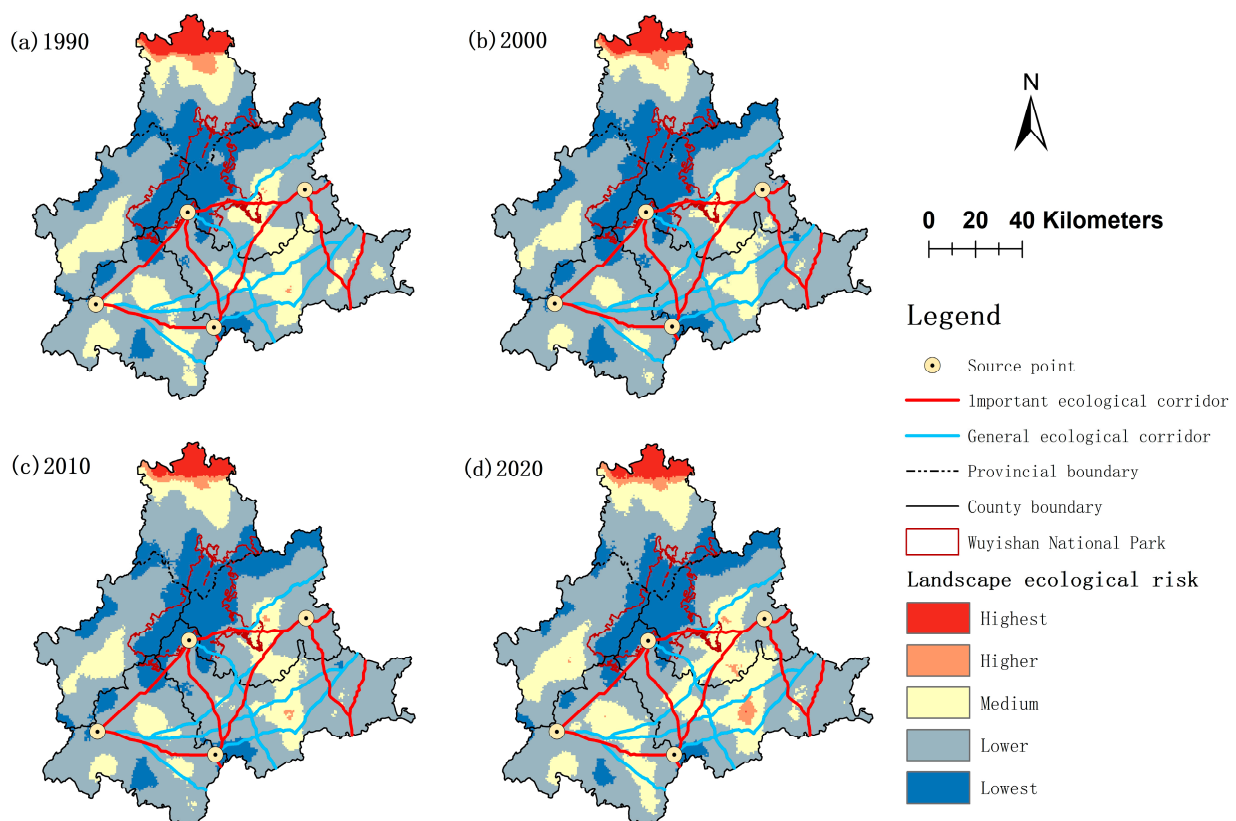 (a)1990
(b)2000
N
0 20 40 Kilometers
Legend
Source point
Important ecological corridor
General ecological corridor
(c)2010
(d)2020
Provincial boundary
County boundary
Wuyishan National Park
Landscape ecological risk
Highest
Higher
Medium
Lower
Lowest